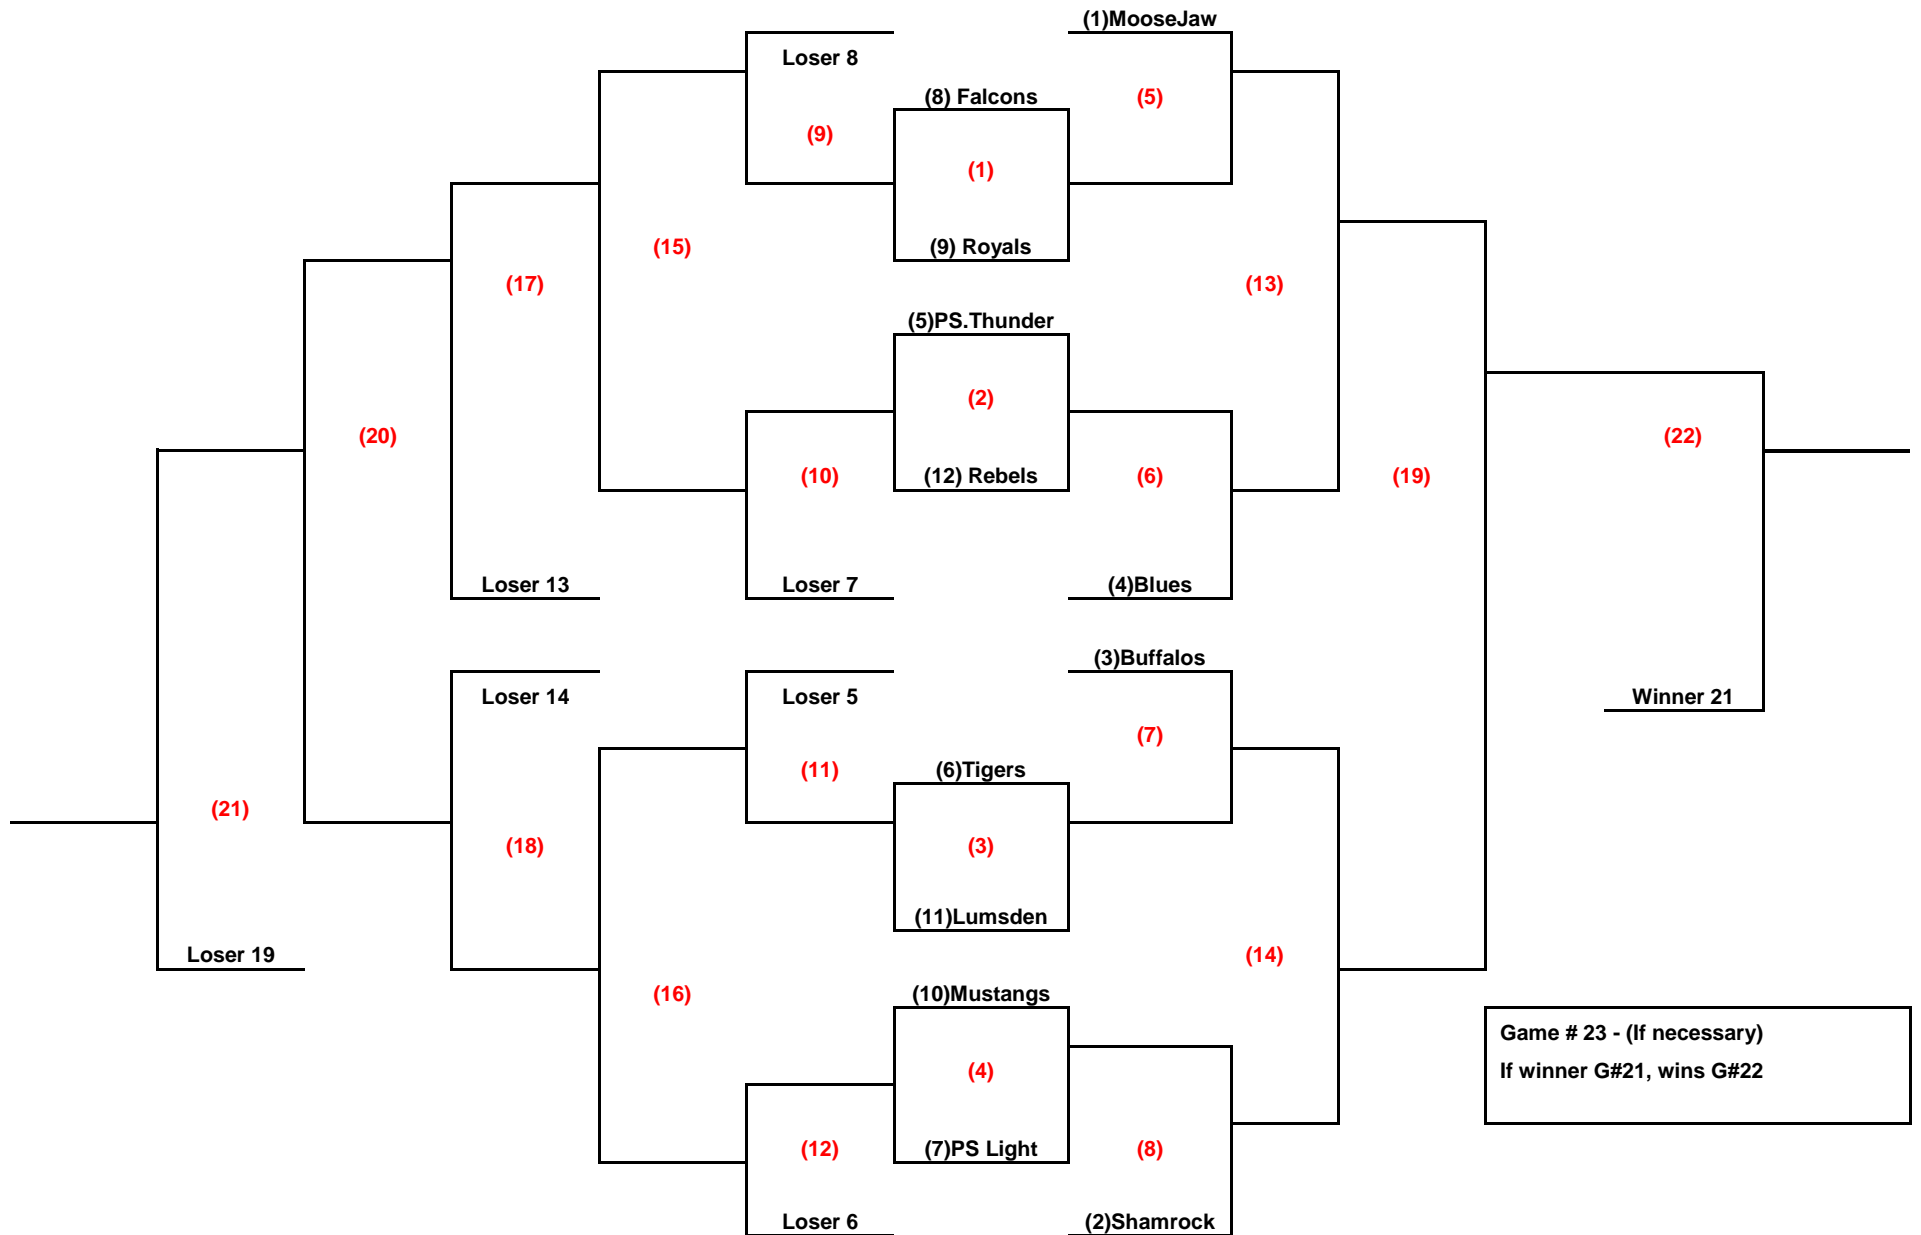 (1)MooseJaw
Loser 8
(8) Falcons
(5)
(9)
(1)
(15)
(9) Royals
(17)
(13)
(5)PS.Thunder
(2)
(20)
(22)
(10)
(12) Rebels
(6)
(19)
Loser 13
Loser 7
(4)Blues
(3)Buffalos
Loser 14
Loser 5
Winner 21
(7)
(11)
(6)Tigers
(21)
(18)
(3)
(11)Lumsden
Loser 19
(14)
(16)
(10)Mustangs
Game # 23 - (If necessary)
If winner G#21, wins G#22
(4)
(12)
(7)PS Light
(8)
Loser 6
(2)Shamrock